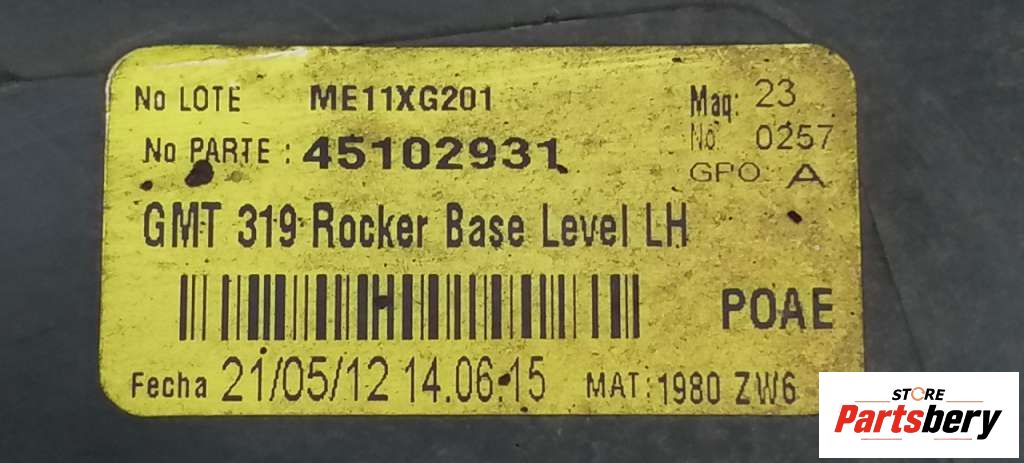 No LOTE ME11XG201 Maq: 23
No PARTE : 45102931 No 0257
GPO: A
GMT 319 Rocker Base Level LH
POAE
Fecha 21/05/12 14.06.15 MAT: 1980 ZW6
STORE
Partsbery